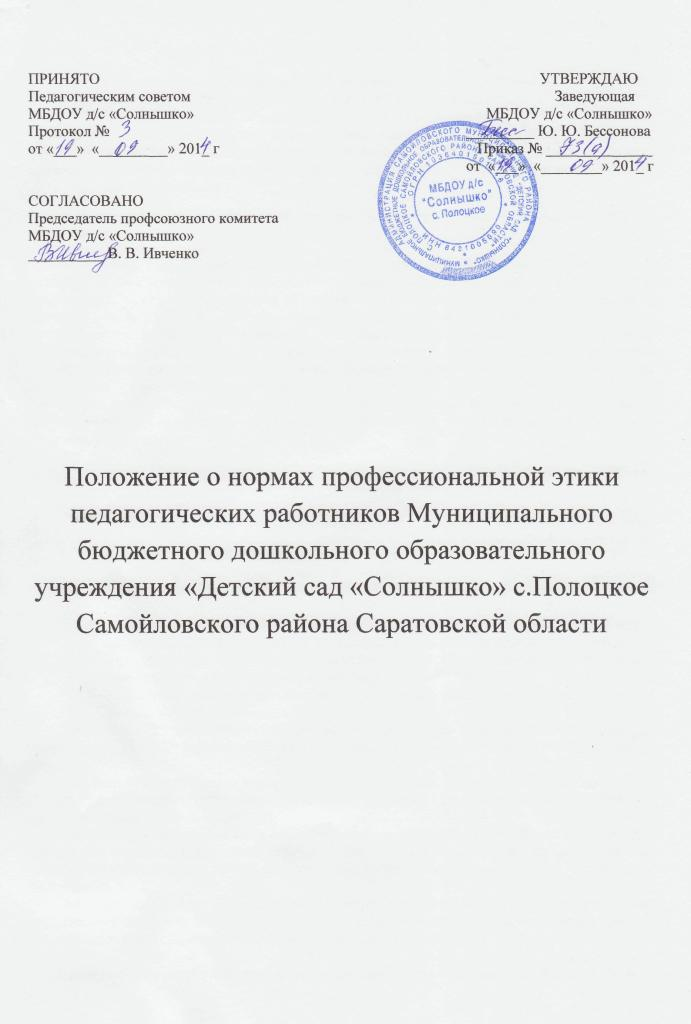 ПРИНЯТО
Педагогическим советом
МБДОУ д/с «Солнышко»
Протокол № 3
от «19» «09» 2014 г
УТВЕРЖДАЮ
Заведующая
МБДОУ д/с «Солнышко»
Ю. Ю. Бессонова
Приказ № 73(д)
от «19» «09» 2014 г
МБДОУ д/с
"Солнышко"
с. Полоцкое
СОГЛАСОВАНО
Председатель профсоюзного комитета
МБДОУ д/с «Солнышко»
В. В. Ивченко
Положение о нормах профессиональной этики
педагогических работников Муниципального
бюджетного дошкольного образовательного
учреждения «Детский сад «Солнышко» с.Полоцкое
Самойловского района Саратовской области